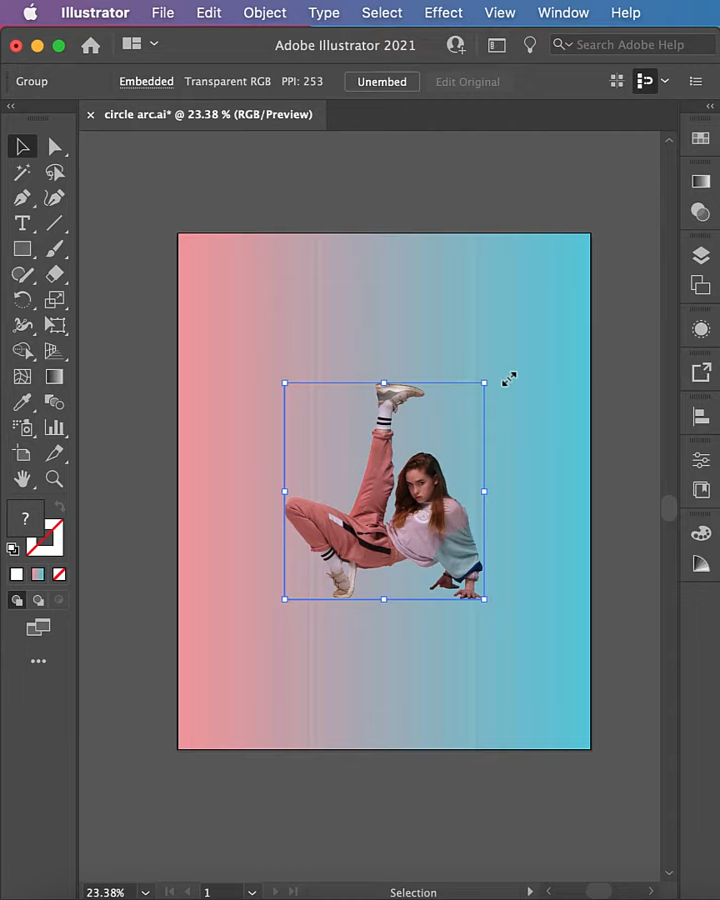 Illustrator File Edit Object Type Select Effect View Window Help
Adobe Illustrator 2021
Search Adobe Help
Group Embedded Transparent RGB PPI: 253 Unembed Edit Original
× circle arc.ai* @ 23.38 % (RGB/Preview)
?
23.38% 1 Selection